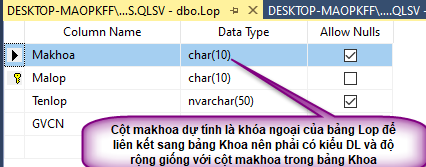 DESKTOP-MAOPKFF\...S.QLSV - dbo.Lop
DESKTOP-MAOPKFF\....QLSV - dbo.Khoa
Column Name Data Type Allow Nulls
Makhoa char(10)
Malop char(10)
Tenlop nvarchar(50)
GVCN
Cột makhoa dự tính là khóa ngoại của bảng Lop để
liên kết sang bảng Khoa nên phải có kiểu DL và độ
rộng giống với cột makhoa trong bảng Khoa